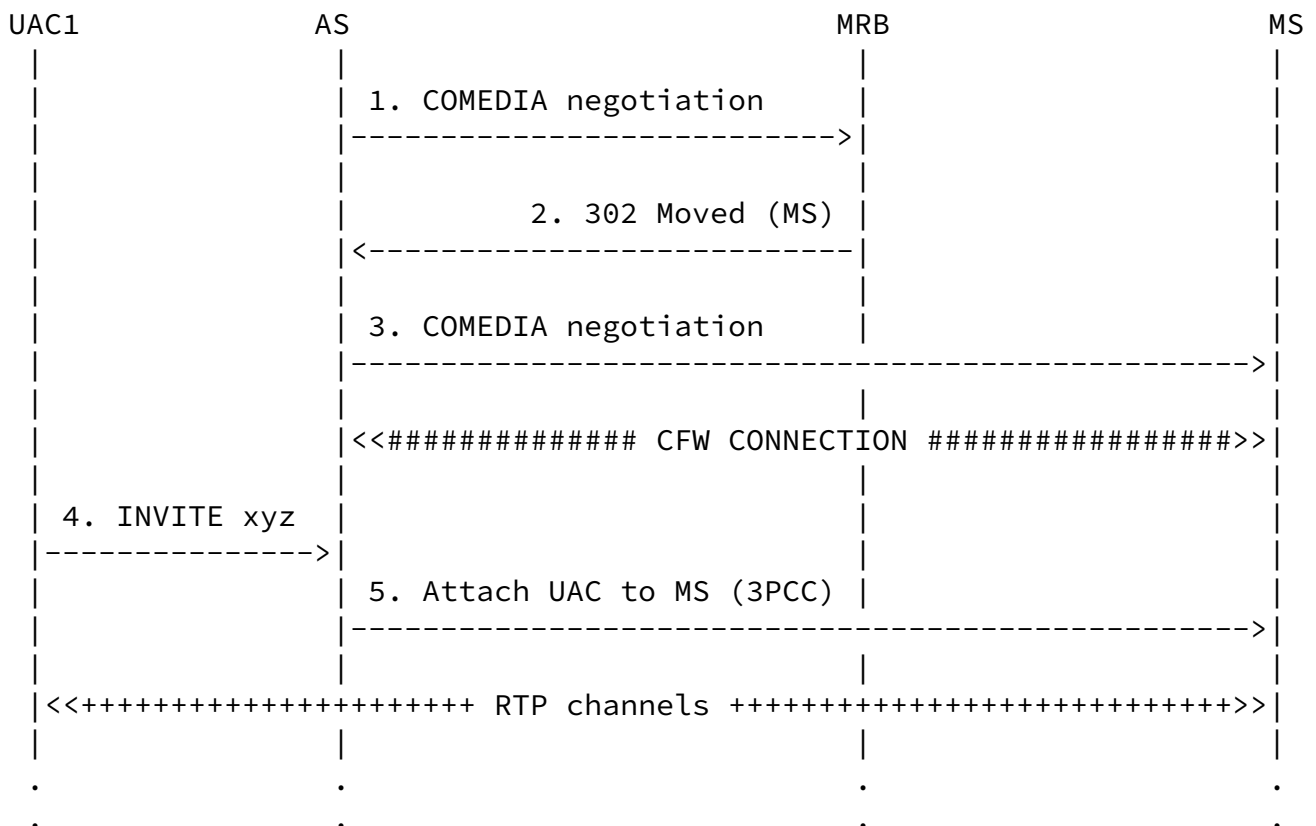 UAC1 AS MRB MS
1. COMEDIA negotiation
2. 302 Moved (MS)
3. COMEDIA negotiation
CFW CONNECTION
4. INVITE xyz
5. Attach UAC to MS (3PCC)
RTP channels